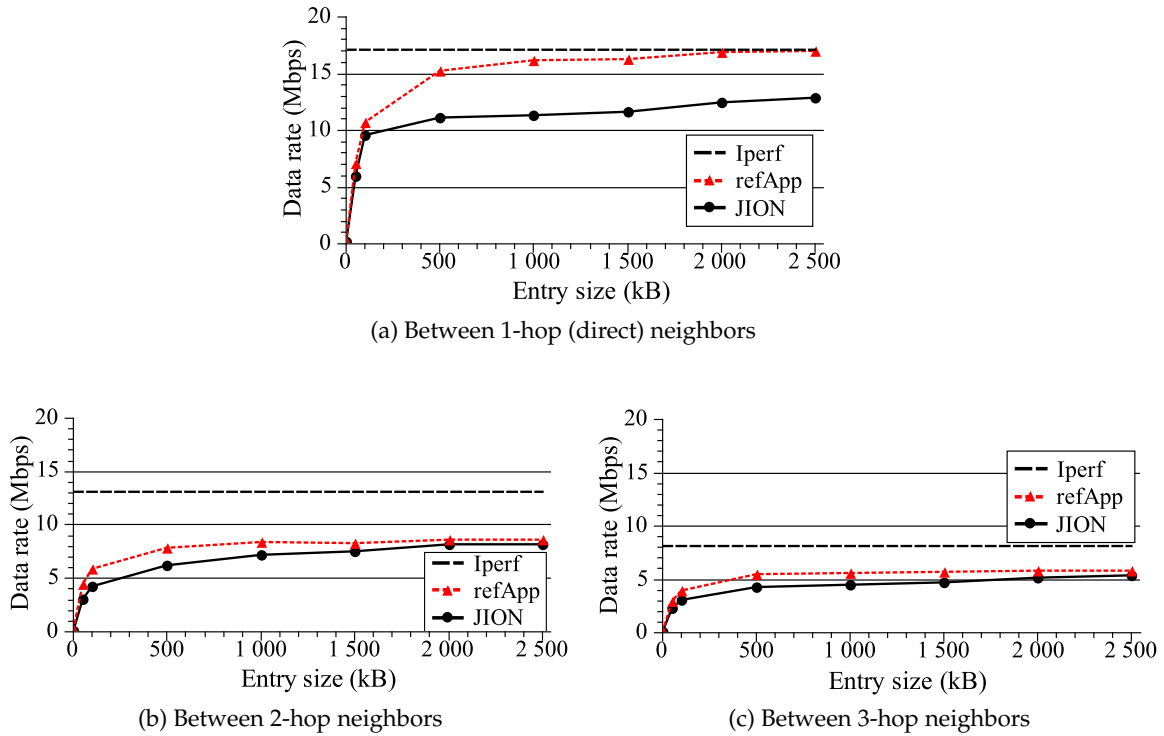 20
15
10
5
0
Data rate (Mbps)
Iperf
refApp
JION
0 500 1 000 1 500 2 000 2 500
Entry size (kB)
(a) Between 1-hop (direct) neighbors
20
15
10
5
0
Data rate (Mbps)
Iperf
refApp
JION
0 500 1 000 1 500 2 000 2 500
Entry size (kB)
(b) Between 2-hop neighbors
20
15
10
5
0
Data rate (Mbps)
Iperf
refApp
JION
0 500 1 000 1 500 2 000 2 500
Entry size (kB)
(c) Between 3-hop neighbors